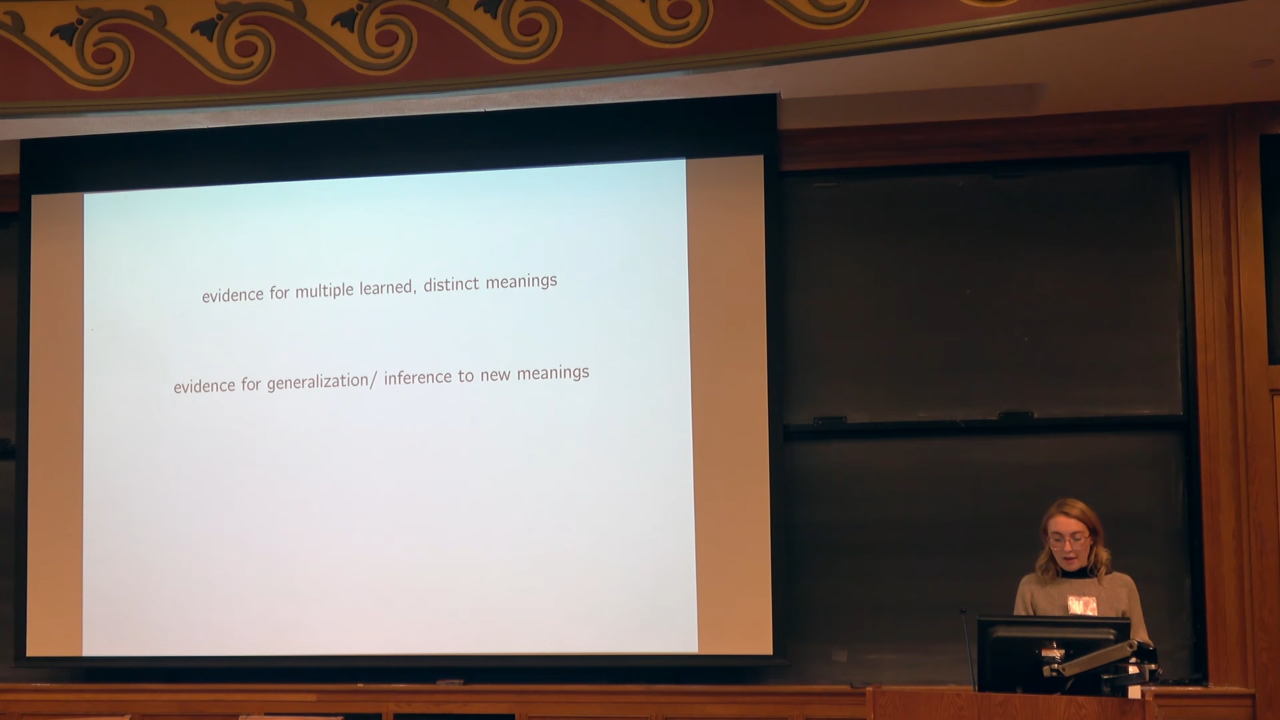 evidence for multiple learned, distinct meanings
evidence for generalization/ inference to new meanings